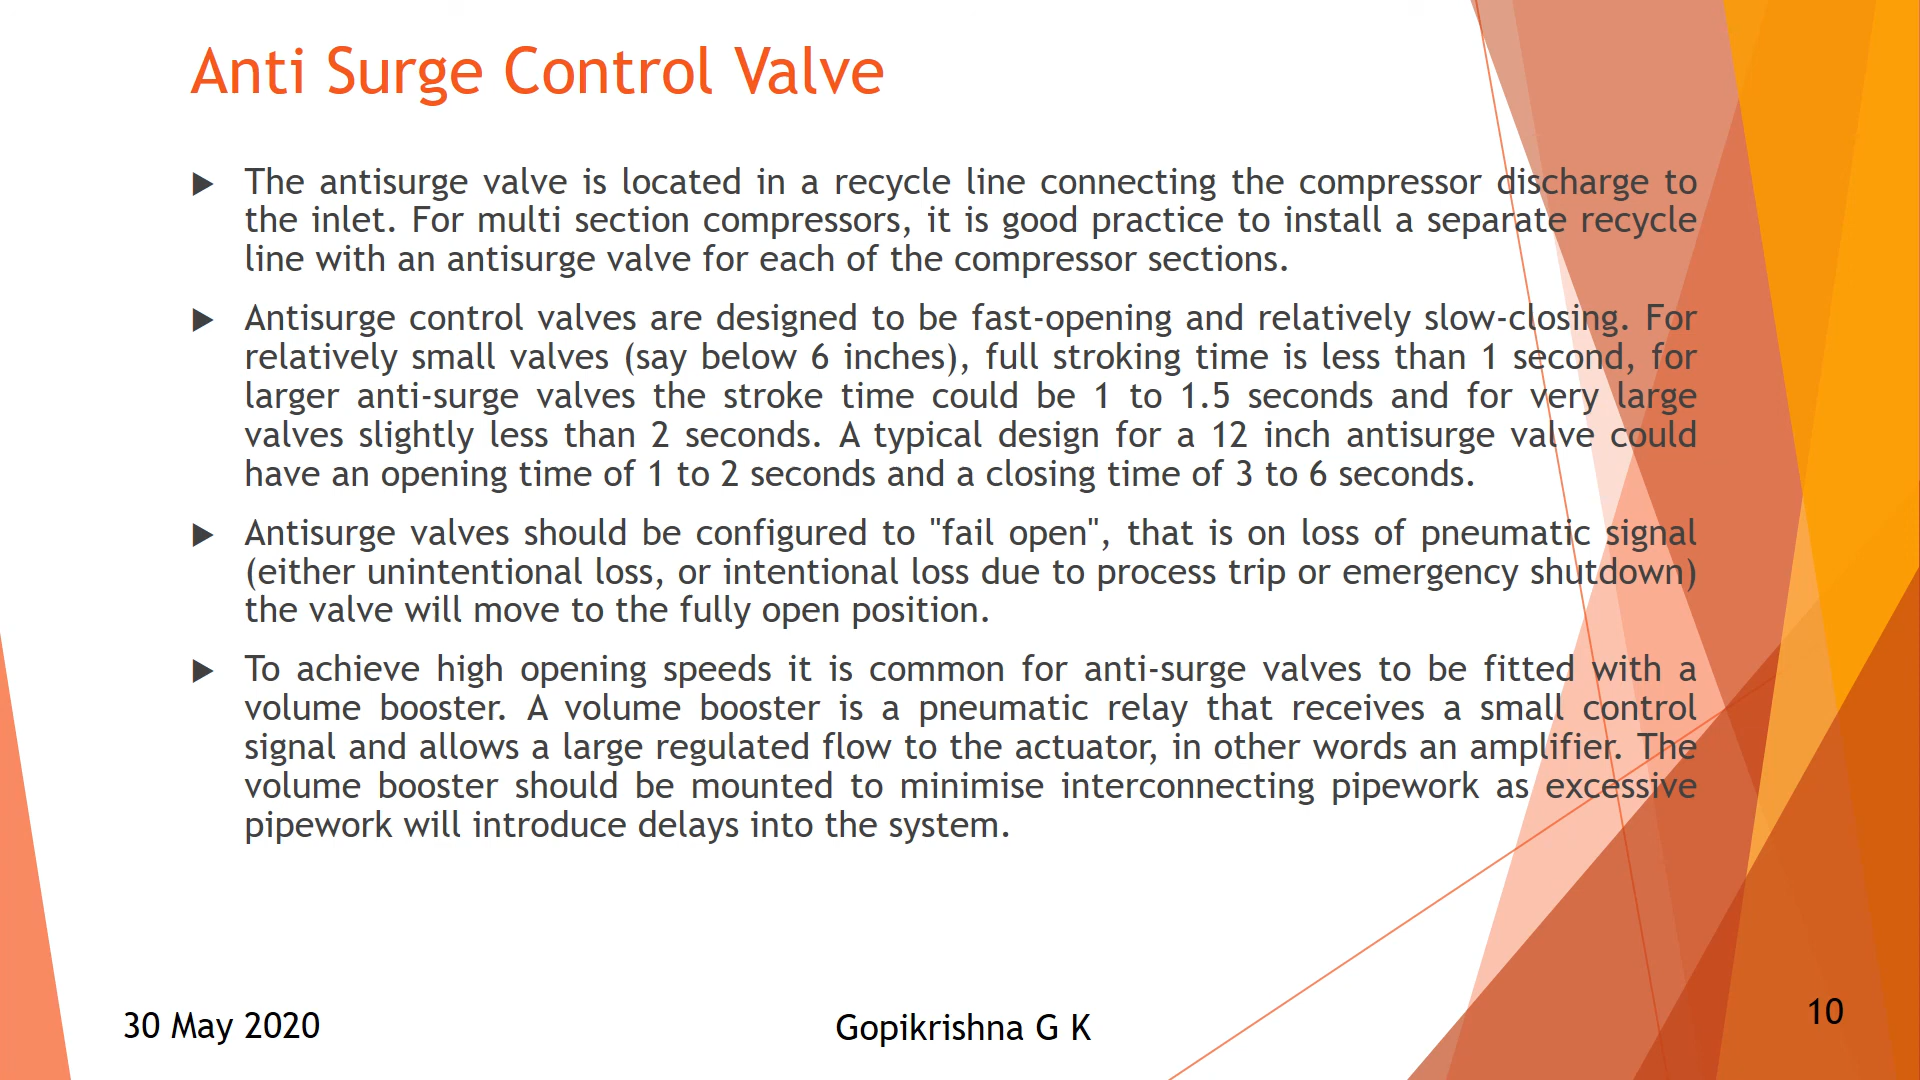 Anti Surge Control Valve
The antisurge valve is located in a recycle line connecting the compressor discharge to
the inlet. For multi section compressors, it is good practice to install a separate recycle
line with an antisurge valve for each of the compressor sections.
Antisurge control valves are designed to be fast-opening and relatively slow-closing. For
relatively small valves (say below 6 inches), full stroking time is less than 1 second, for
larger anti-surge valves the stroke time could be 1 to 1.5 seconds and for very large
valves slightly less than 2 seconds. A typical design for a 12 inch antisurge valve could
have an opening time of 1 to 2 seconds and a closing time of 3 to 6 seconds.
Antisurge valves should be configured to "fail open", that is on loss of pneumatic signal
(either unintentional loss, or intentional loss due to process trip or emergency shutdown)
the valve will move to the fully open position.
To achieve high opening speeds it is common for anti-surge valves to be fitted with a
volume booster. A volume booster is a pneumatic relay that receives a small control
signal and allows a large regulated flow to the actuator, in other words an amplifier. The
volume booster should be mounted to minimise interconnecting pipework as excessive
pipework will introduce delays into the system.
30 May 2020
Gopikrishna G K
10